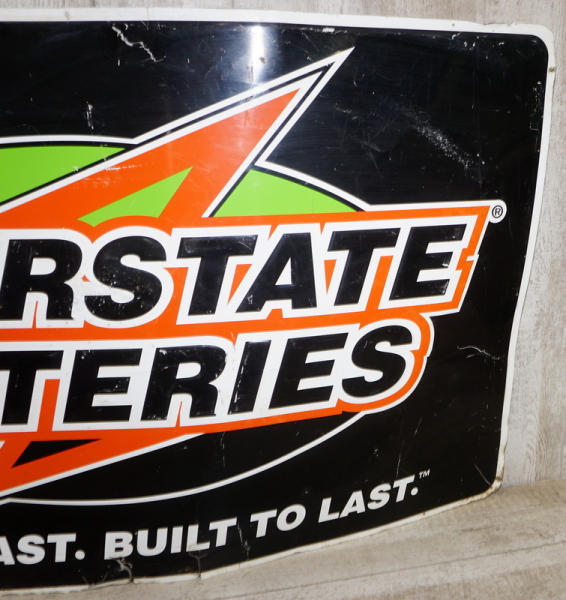 RSTATE®
TERIES
AST. BUILT TO LAST.™